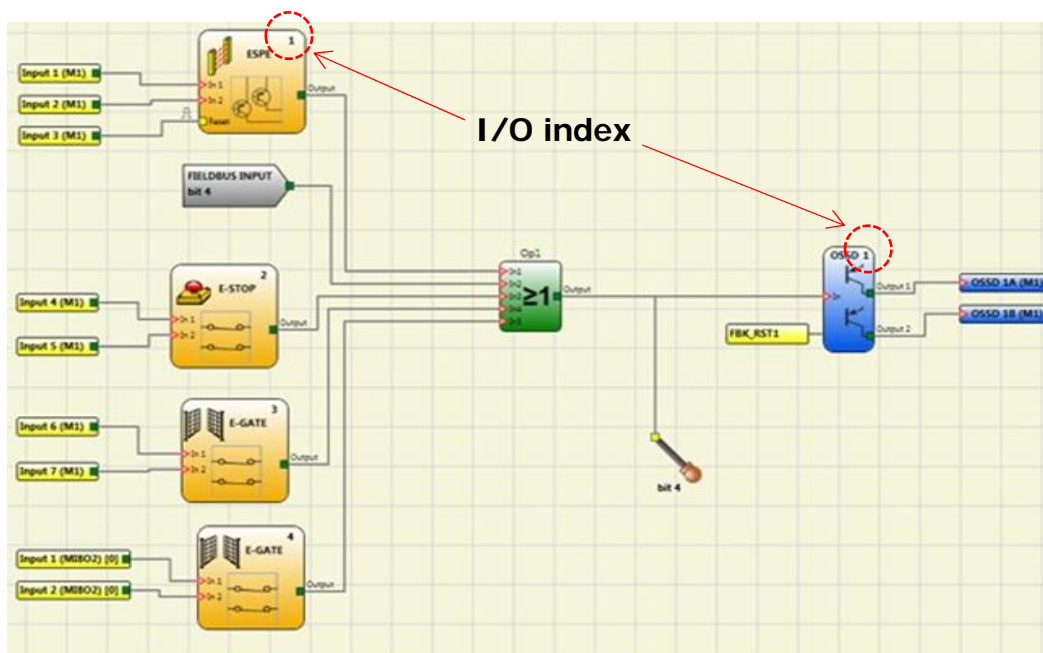 1
ESPE
Input 1 (M1)
In 1
Output
Input 2 (M1)
In 2
Input 3 (M1)
Reset
I/O index
FIELDBUS INPUT
bit 4
2
E-STOP
Input 4 (M1)
In 1
Output
Input 5 (M1)
In 2
Op1
In1
In2
In3
In4
In5
≥1
Output
OSSD 1
In
Output 1
OSSD 1A (M1)
Output 2
OSSD 1B (M1)
FBK_RST1
3
E-GATE
Input 6 (M1)
In 1
Output
Input 7 (M1)
In 2
bit 4
4
E-GATE
Input 1 (MI8O2) [0]
In 1
Output
Input 2 (MI8O2) [0]
In 2